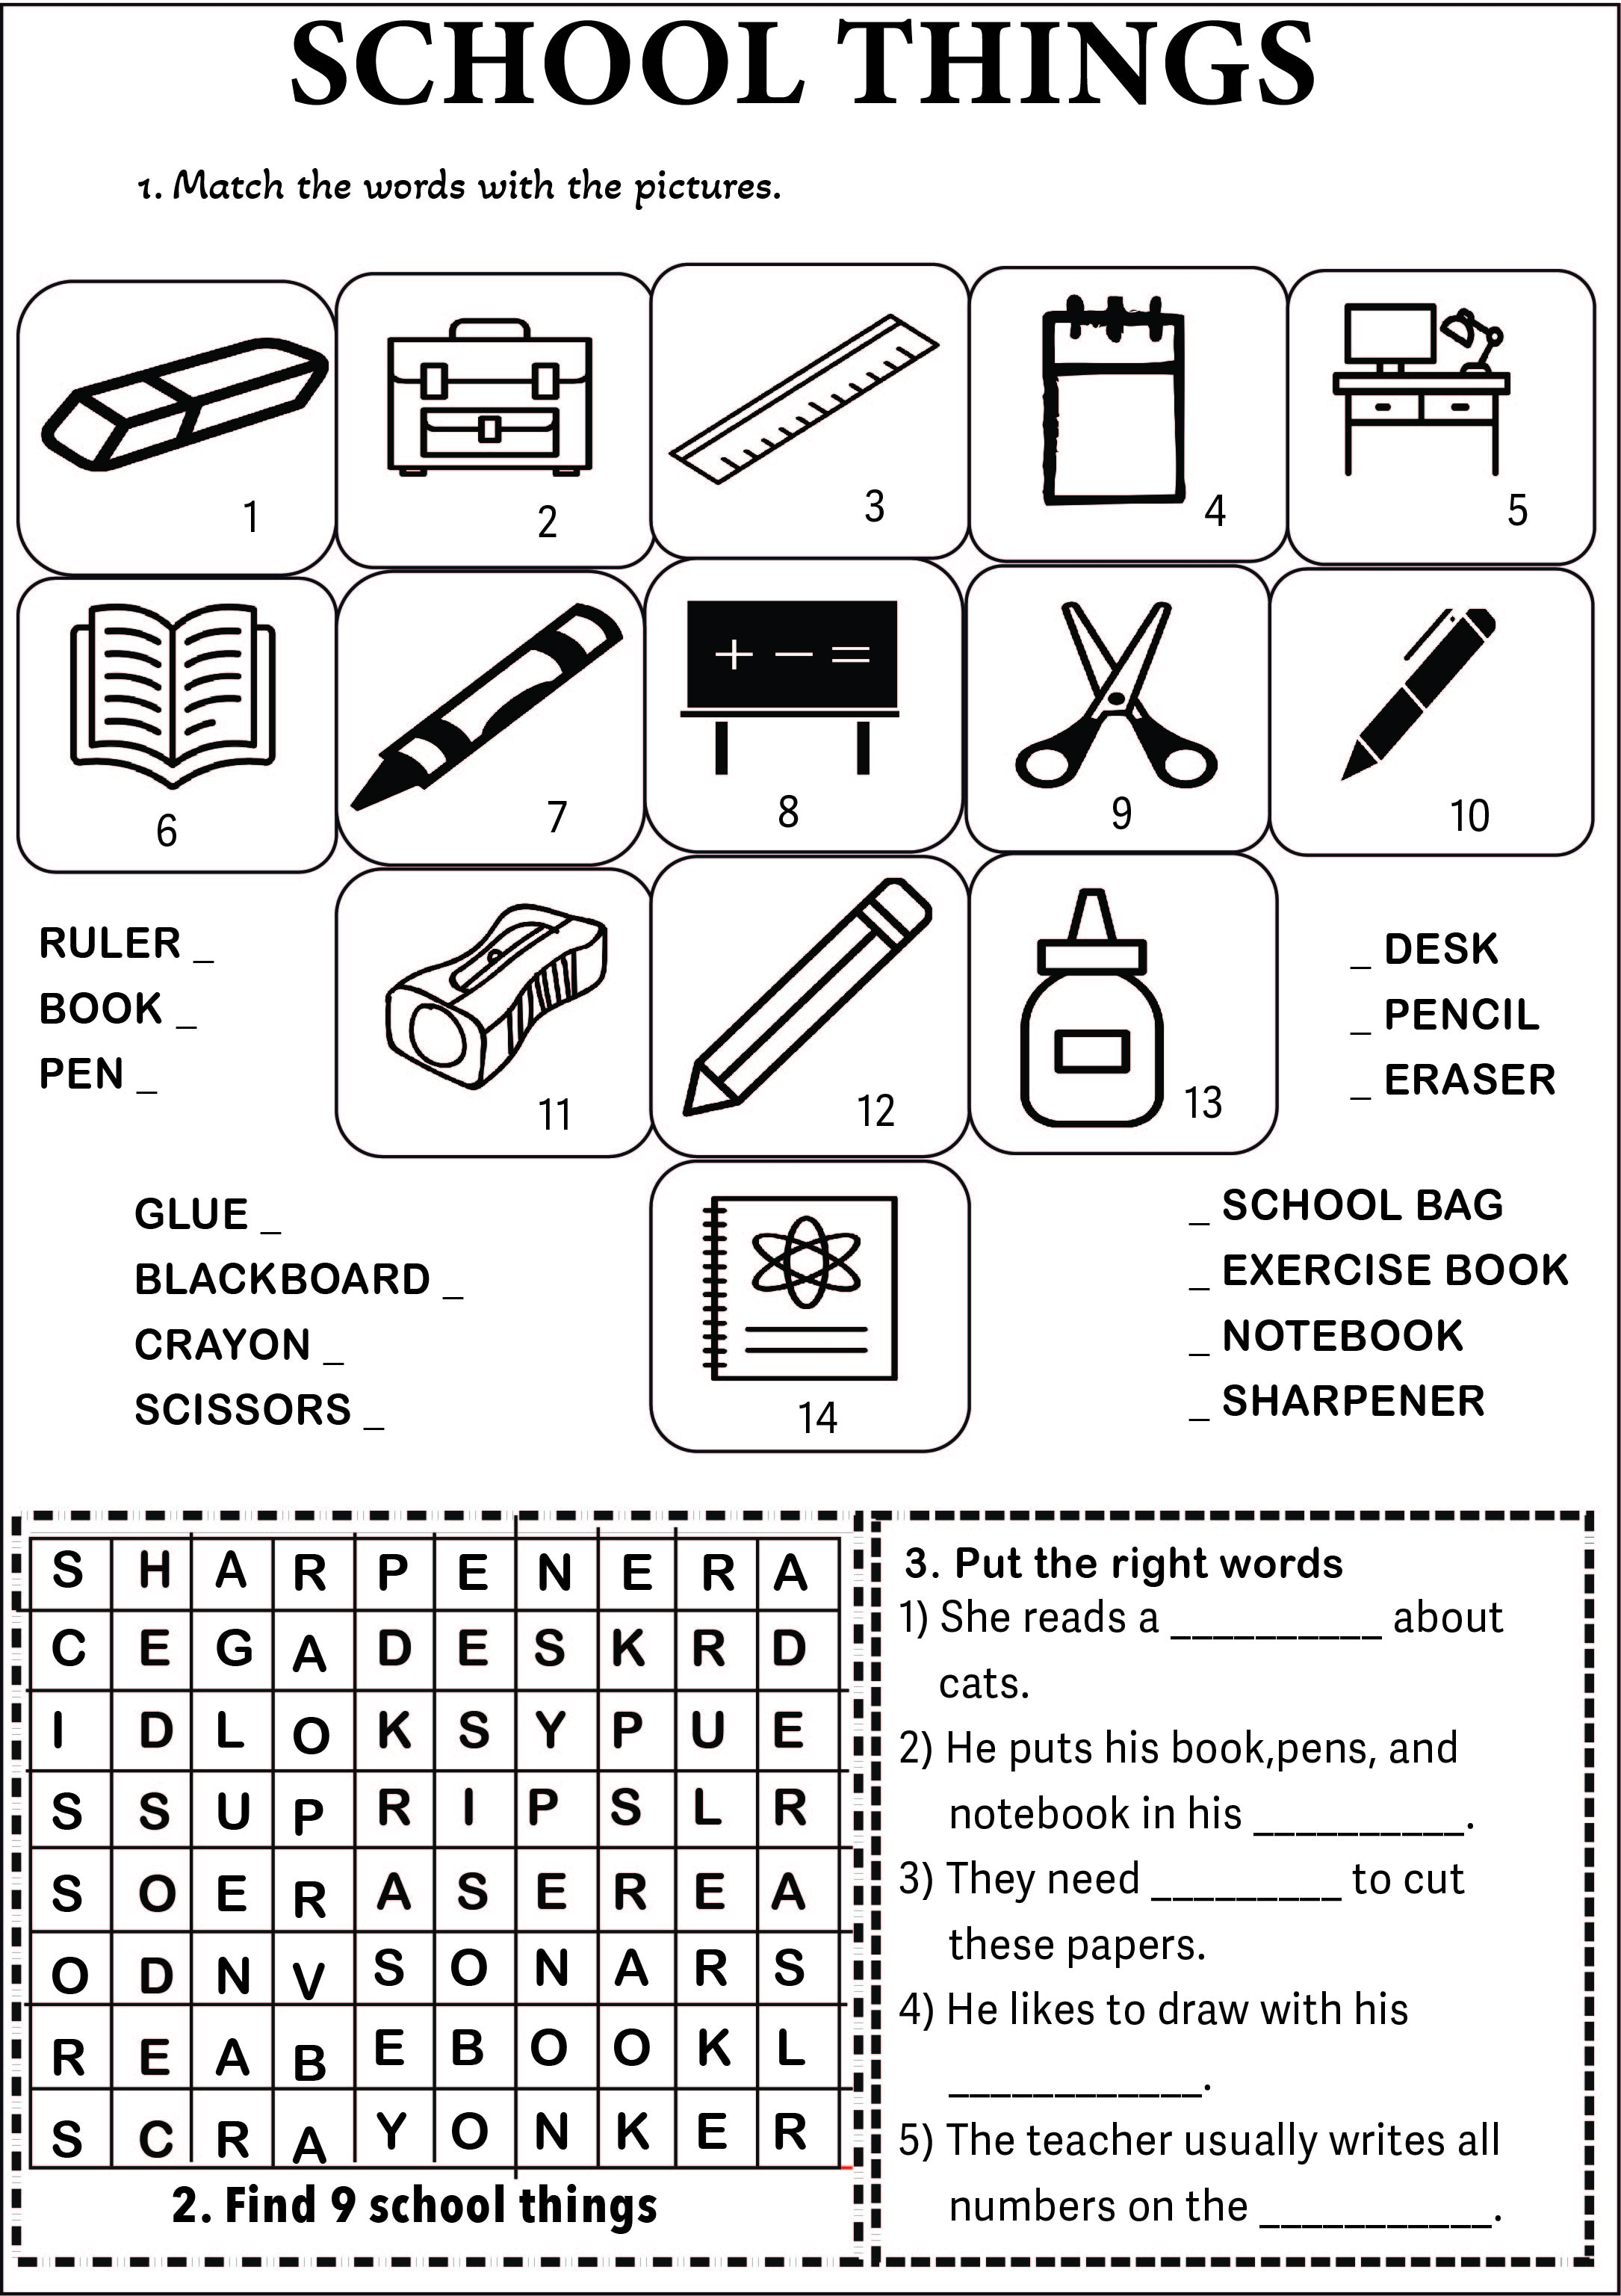 SCHOOL THINGS
1. Match the words with the pictures.
1
2
3
4
5
+ − =
6
7
8
9
10
RULER _
BOOK _
PEN _
11
12
13
_ DESK
_ PENCIL
_ ERASER
GLUE _
BLACKBOARD _
CRAYON _
SCISSORS _
14
_ SCHOOL BAG
_ EXERCISE BOOK
_ NOTEBOOK
_ SHARPENER
S H A R P E N E R A
C E G A D E S K R D
I D L O K S Y P U E
S S U P R I P S L R
S O E R A S E R E A
O D N V S O N A R S
R E A B E B O O K L
S C R A Y O N K E R
2. Find 9 school things
3. Put the right words
1) She reads a __________ about
cats.
2) He puts his book,pens, and
notebook in his __________.
3) They need _________ to cut
these papers.
4) He likes to draw with his
____________.
5) The teacher usually writes all
numbers on the ___________.